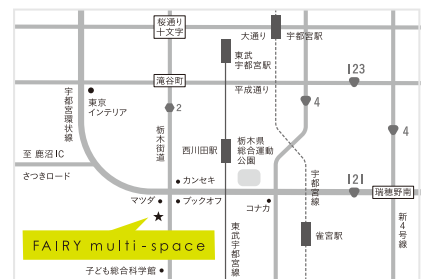 桜通り
十文字
大通り
宇都宮駅
東武
宇都宮駅
滝谷町
123
平成通り
宇都宮環状線
東京
インテリア
2
4
4
栃木街道
西川田駅
栃木県
総合運動
公園
至 鹿沼IC
さつきロード
カンセキ
宇都宮線
121
瑞穂野南
マツダ
ブックオフ
コナカ
FAIRY multi-space
東武宇都宮線
雀宮駅
新4号線
子ども総合科学館